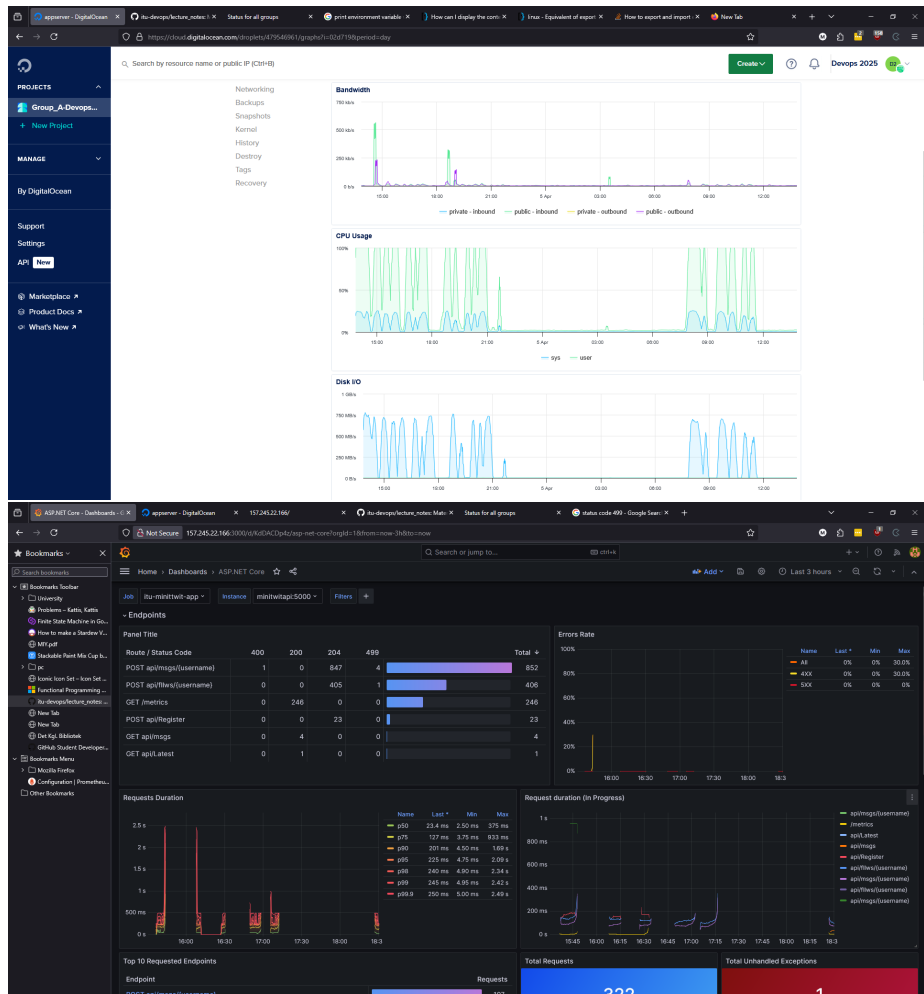 appserver - DigitalOcean
itu-devops/lecture_notes: M
Status for all groups
print environment variable
How can I display the conte
linux - Equivalent of export
How to export and import
New Tab
https://cloud.digitalocean.com/droplets/479546961/graphs?i=02d719&period=day
Search by resource name or public IP (Ctrl+B)
Create
Devops 2025
PROJECTS
Group_A-Devops...
+ New Project
MANAGE
By DigitalOcean
Support
Settings
API New
Marketplace
Product Docs
What's New
Networking
Backups
Snapshots
Kernel
History
Destroy
Tags
Recovery
Bandwidth
750 kb/s
500 kb/s
250 kb/s
0 b/s
15:00 18:00 21:00 5 Apr 03:00 06:00 09:00 12:00
private - inbound public - inbound private - outbound public - outbound
CPU Usage
100%
50%
0%
15:00 18:00 21:00 5 Apr 03:00 06:00 09:00 12:00
sys user
Disk I/O
1 GB/s
750 MB/s
500 MB/s
250 MB/s
0 B/s
15:00 18:00 21:00 5 Apr 03:00 06:00 09:00 12:00
ASP.NET Core - Dashboards - G
appserver - DigitalOcean
157.245.22.166/
itu-devops/lecture_notes: Mate
Status for all groups
status code 499 - Google Searc
Not Secure 157.245.22.166:3000/d/KdDACDp4z/asp-net-core?orgId=1&from=now-3h&to=now
Bookmarks
Search bookmarks
Bookmarks Toolbar
University
Problems – Kattis, Kattis
Finite State Machine in Go...
How to make a Stardew V...
MIY.pdf
Stackable Paint Mix Cup b...
pc
Iconic Icon Set – Icon Set ...
Functional Programming ...
itu-devops/lecture_notes: ...
New Tab
New Tab
Det Kgl. Bibliotek
GitHub Student Developer...
Bookmarks Menu
Mozilla Firefox
Configuration | Prometheu...
Other Bookmarks
Search or jump to...
ctrl+k
Home › Dashboards › ASP.NET Core
Add
Last 3 hours
Job itu-minitwit-app Instance minitwitapi:5000 Filters +
Endpoints
Panel Title
Route / Status Code 400 200 204 499 Total
POST api/msgs/{username} 1 0 847 4 852
POST api/fllws/{username} 0 0 405 1 406
GET /metrics 0 246 0 0 246
POST api/Register 0 0 23 0 23
GET api/msgs 0 4 0 0 4
GET api/Latest 0 1 0 0 1
Errors Rate
100%
80%
60%
40%
20%
0%
16:00 16:30 17:00 17:30 18:00 18:3
Name Last * Min Max
All 0% 0% 30.0%
4XX 0% 0% 30.0%
5XX 0% 0% 0%
Requests Duration
2.5 s
2 s
1.5 s
1 s
500 ms
0 s
16:00 16:30 17:00 17:30 18:00 18:3
Name Last * Min Max
p50 23.4 ms 2.50 ms 375 ms
p75 127 ms 3.75 ms 933 ms
p90 201 ms 4.50 ms 1.69 s
p95 225 ms 4.75 ms 2.09 s
p98 240 ms 4.90 ms 2.34 s
p99 245 ms 4.95 ms 2.42 s
p99.9 250 ms 5.00 ms 2.49 s
Request duration (In Progress)
1 s
800 ms
600 ms
400 ms
200 ms
0 s
15:45 16:00 16:15 16:30 16:45 17:00 17:15 17:30 17:45 18:00 18:15 18:3
api/msgs/{username}
/metrics
api/Latest
api/msgs
api/Register
api/fllws/{username}
api/msgs/{username}
api/fllws/{username}
api/msgs/{username}
Top 10 Requested Endpoints
Endpoint Requests
Total Requests
322
Total Unhandled Exceptions
1